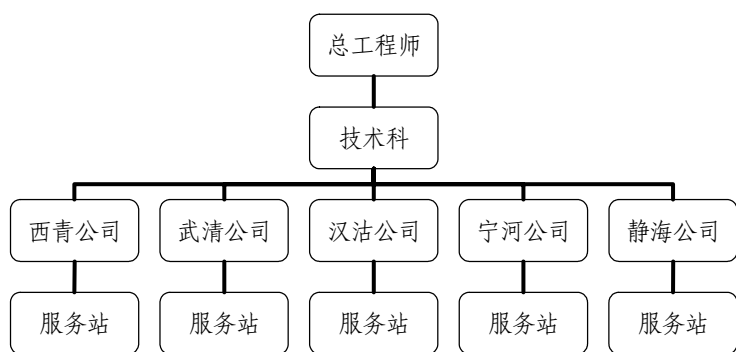 总工程师
技术科
西青公司
武清公司
汉沽公司
宁河公司
静海公司
服务站
服务站
服务站
服务站
服务站